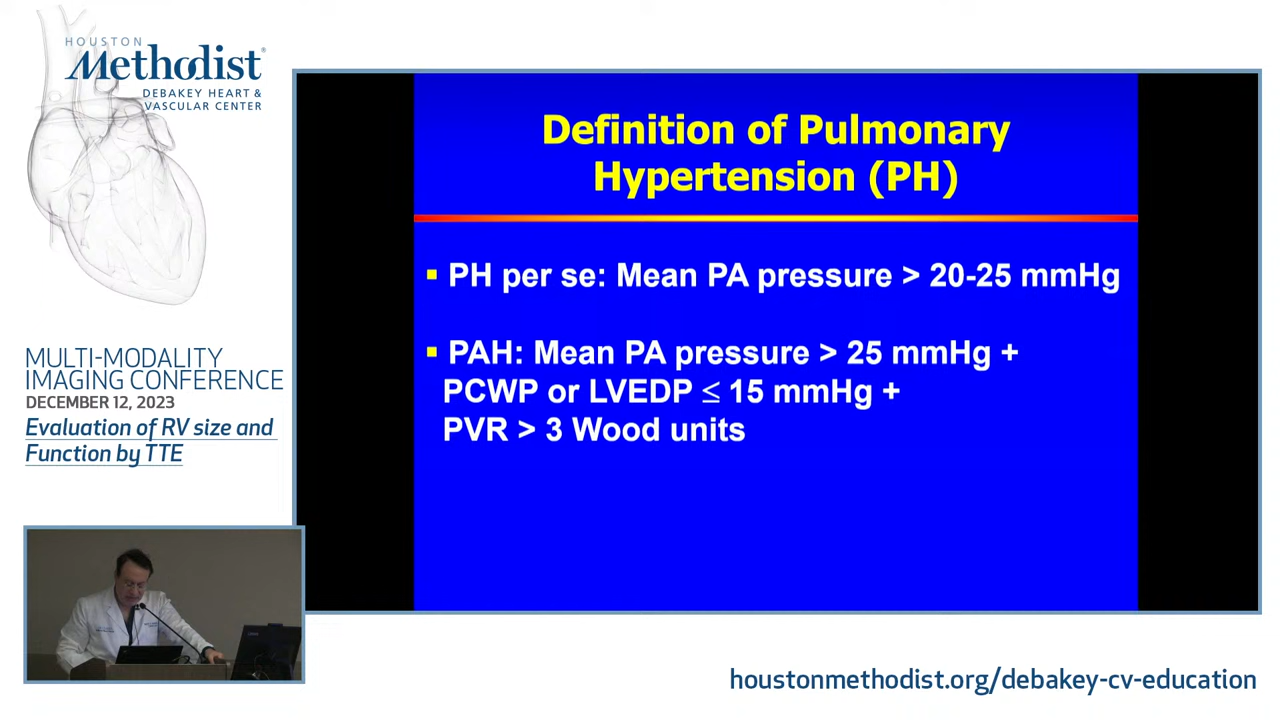 HOUSTON
Methodist®
DEBAKEY HEART &
VASCULAR CENTER
MULTI-MODALITY
IMAGING CONFERENCE
DECEMBER 12, 2023
Evaluation of RV size and
Function by TTE
Definition of Pulmonary
Hypertension (PH)
▪ PH per se: Mean PA pressure > 20-25 mmHg
▪ PAH: Mean PA pressure > 25 mmHg +
PCWP or LVEDP ≤ 15 mmHg +
PVR > 3 Wood units
houstonmethodist.org/debakey-cv-education